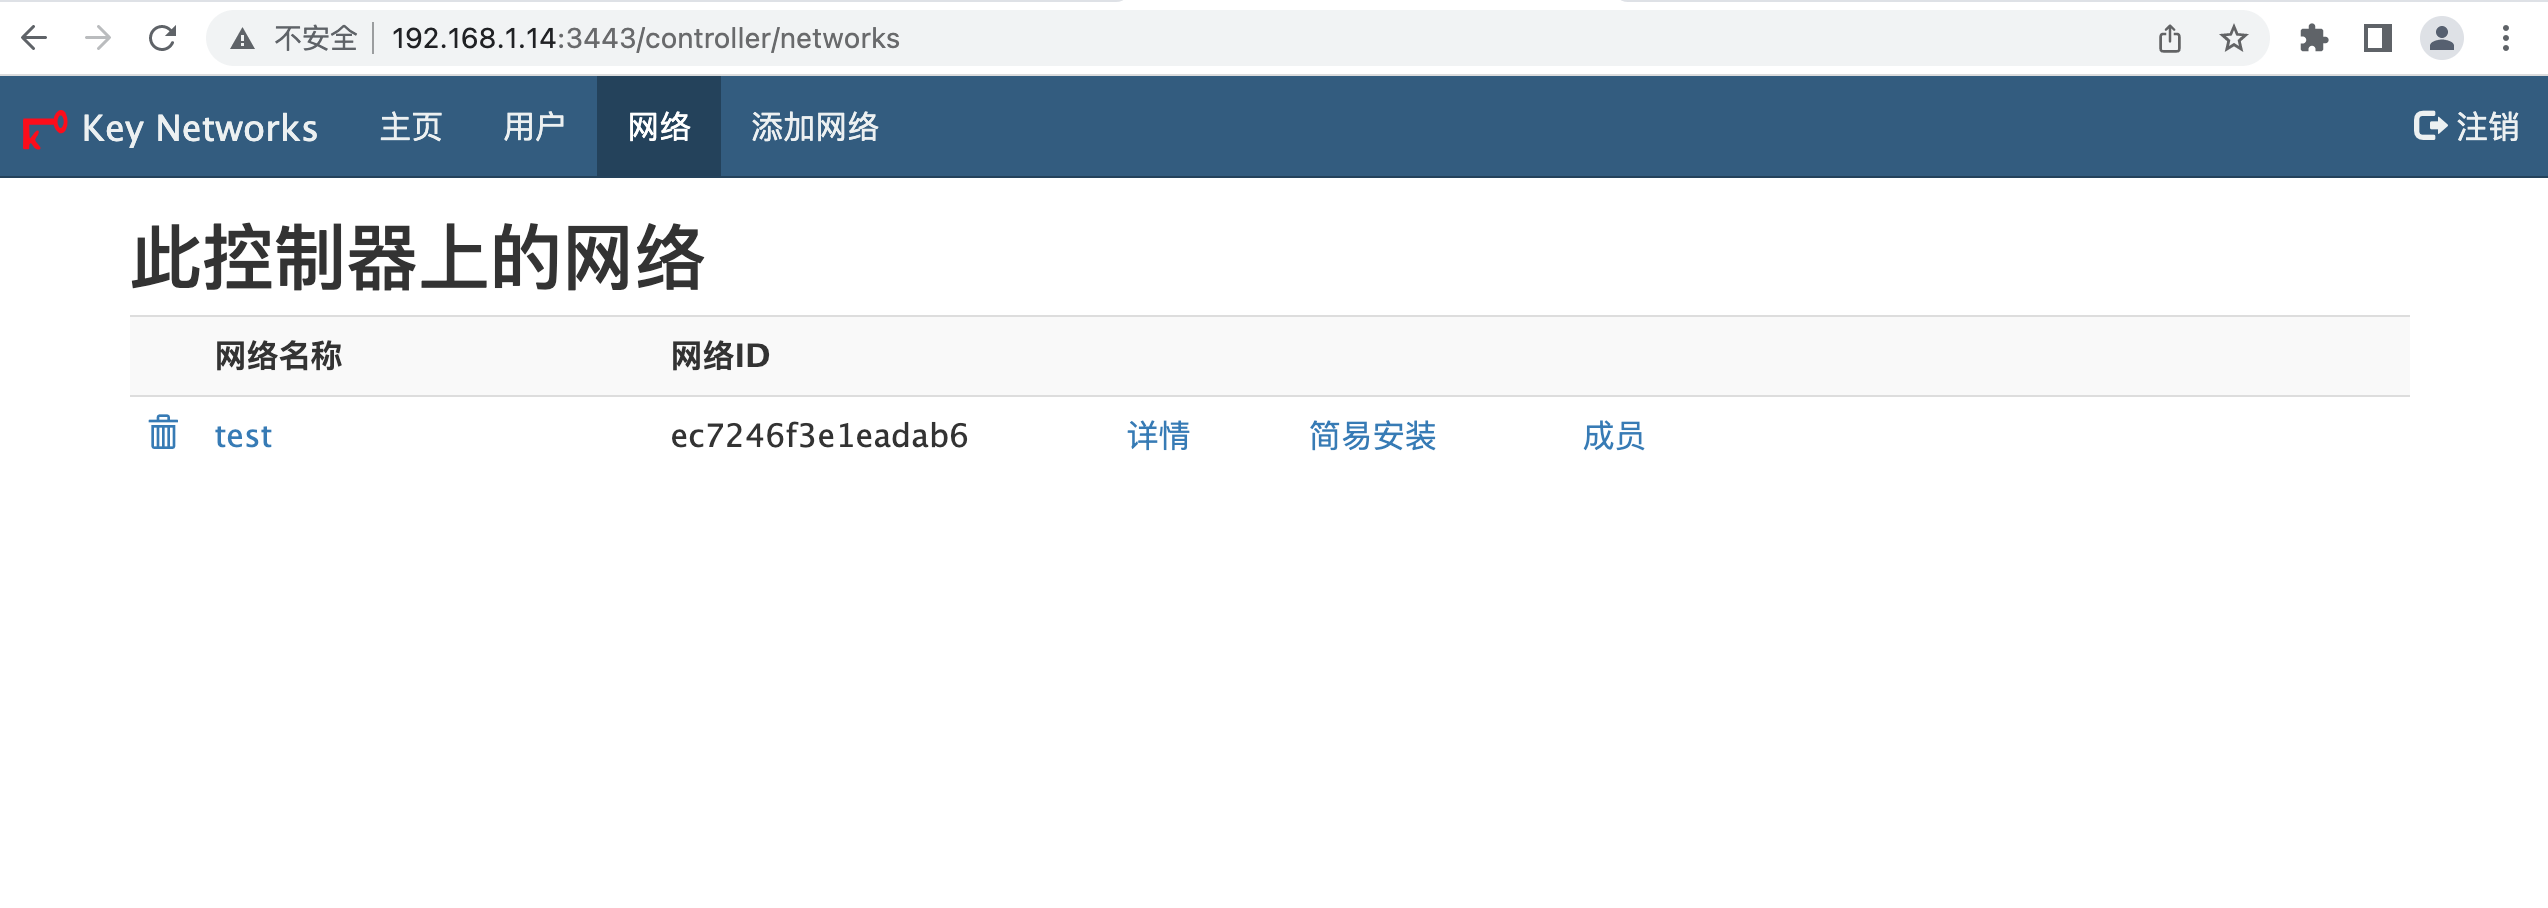 不安全 192.168.1.14:3443/controller/networks
Key Networks 主页 用户 网络 添加网络 注销
此控制器上的网络
网络名称 网络ID
test ec7246f3e1eadab6 详情 简易安装 成员